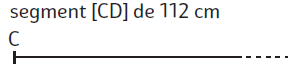 segment [CD] de 112 cm
C